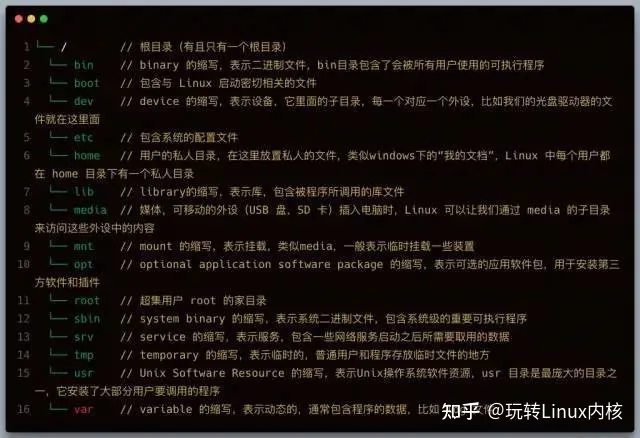 1 └── / // 根目录（有且只有一个根目录）
2 └── bin // binary 的缩写，表示二进制文件，bin目录包含了会被所有用户使用的可执行程序
3 └── boot // 包含与 Linux 启动密切相关的文件
4 └── dev // device 的缩写，表示设备，它里面的子目录，每一个对应一个外设，比如我们的光盘驱动器的文
件就在这里面
5 └── etc // 包含系统的配置文件
6 └── home // 用户的私人目录，在这里放置私人的文件，类似windows下的“我的文档”，Linux 中每个用户都
在 home 目录下有一个私人目录
7 └── lib // library的缩写，表示库，包含被程序所调用的库文件
8 └── media // 媒体，可移动的外设（USB 盘、SD 卡）插入电脑时，Linux 可以让我们通过 media 的子目录
来访问这些外设中的内容
9 └── mnt // mount 的缩写，表示挂载，类似media，一般表示临时挂载一些装置
10 └── opt // optional application software package 的缩写，表示可选的应用软件包，用于安装第三
方软件和插件
11 └── root // 超集用户 root 的家目录
12 └── sbin // system binary 的缩写，表示系统二进制文件，包含系统级的重要可执行程序
13 └── srv // service 的缩写，表示服务，包含一些网络服务启动之后所需要取用的数据
14 └── tmp // temporary 的缩写，表示临时的，普通用户和程序存放临时文件的地方
15 └── usr // Unix Software Resource 的缩写，表示Unix操作系统软件资源，usr 目录是最庞大的目录之
一，它安装了大部分用户要调用的程序
16 └── var // variable 的缩写，表示动态的，通常包含程序的数据，比如
知乎 @玩转Linux内核